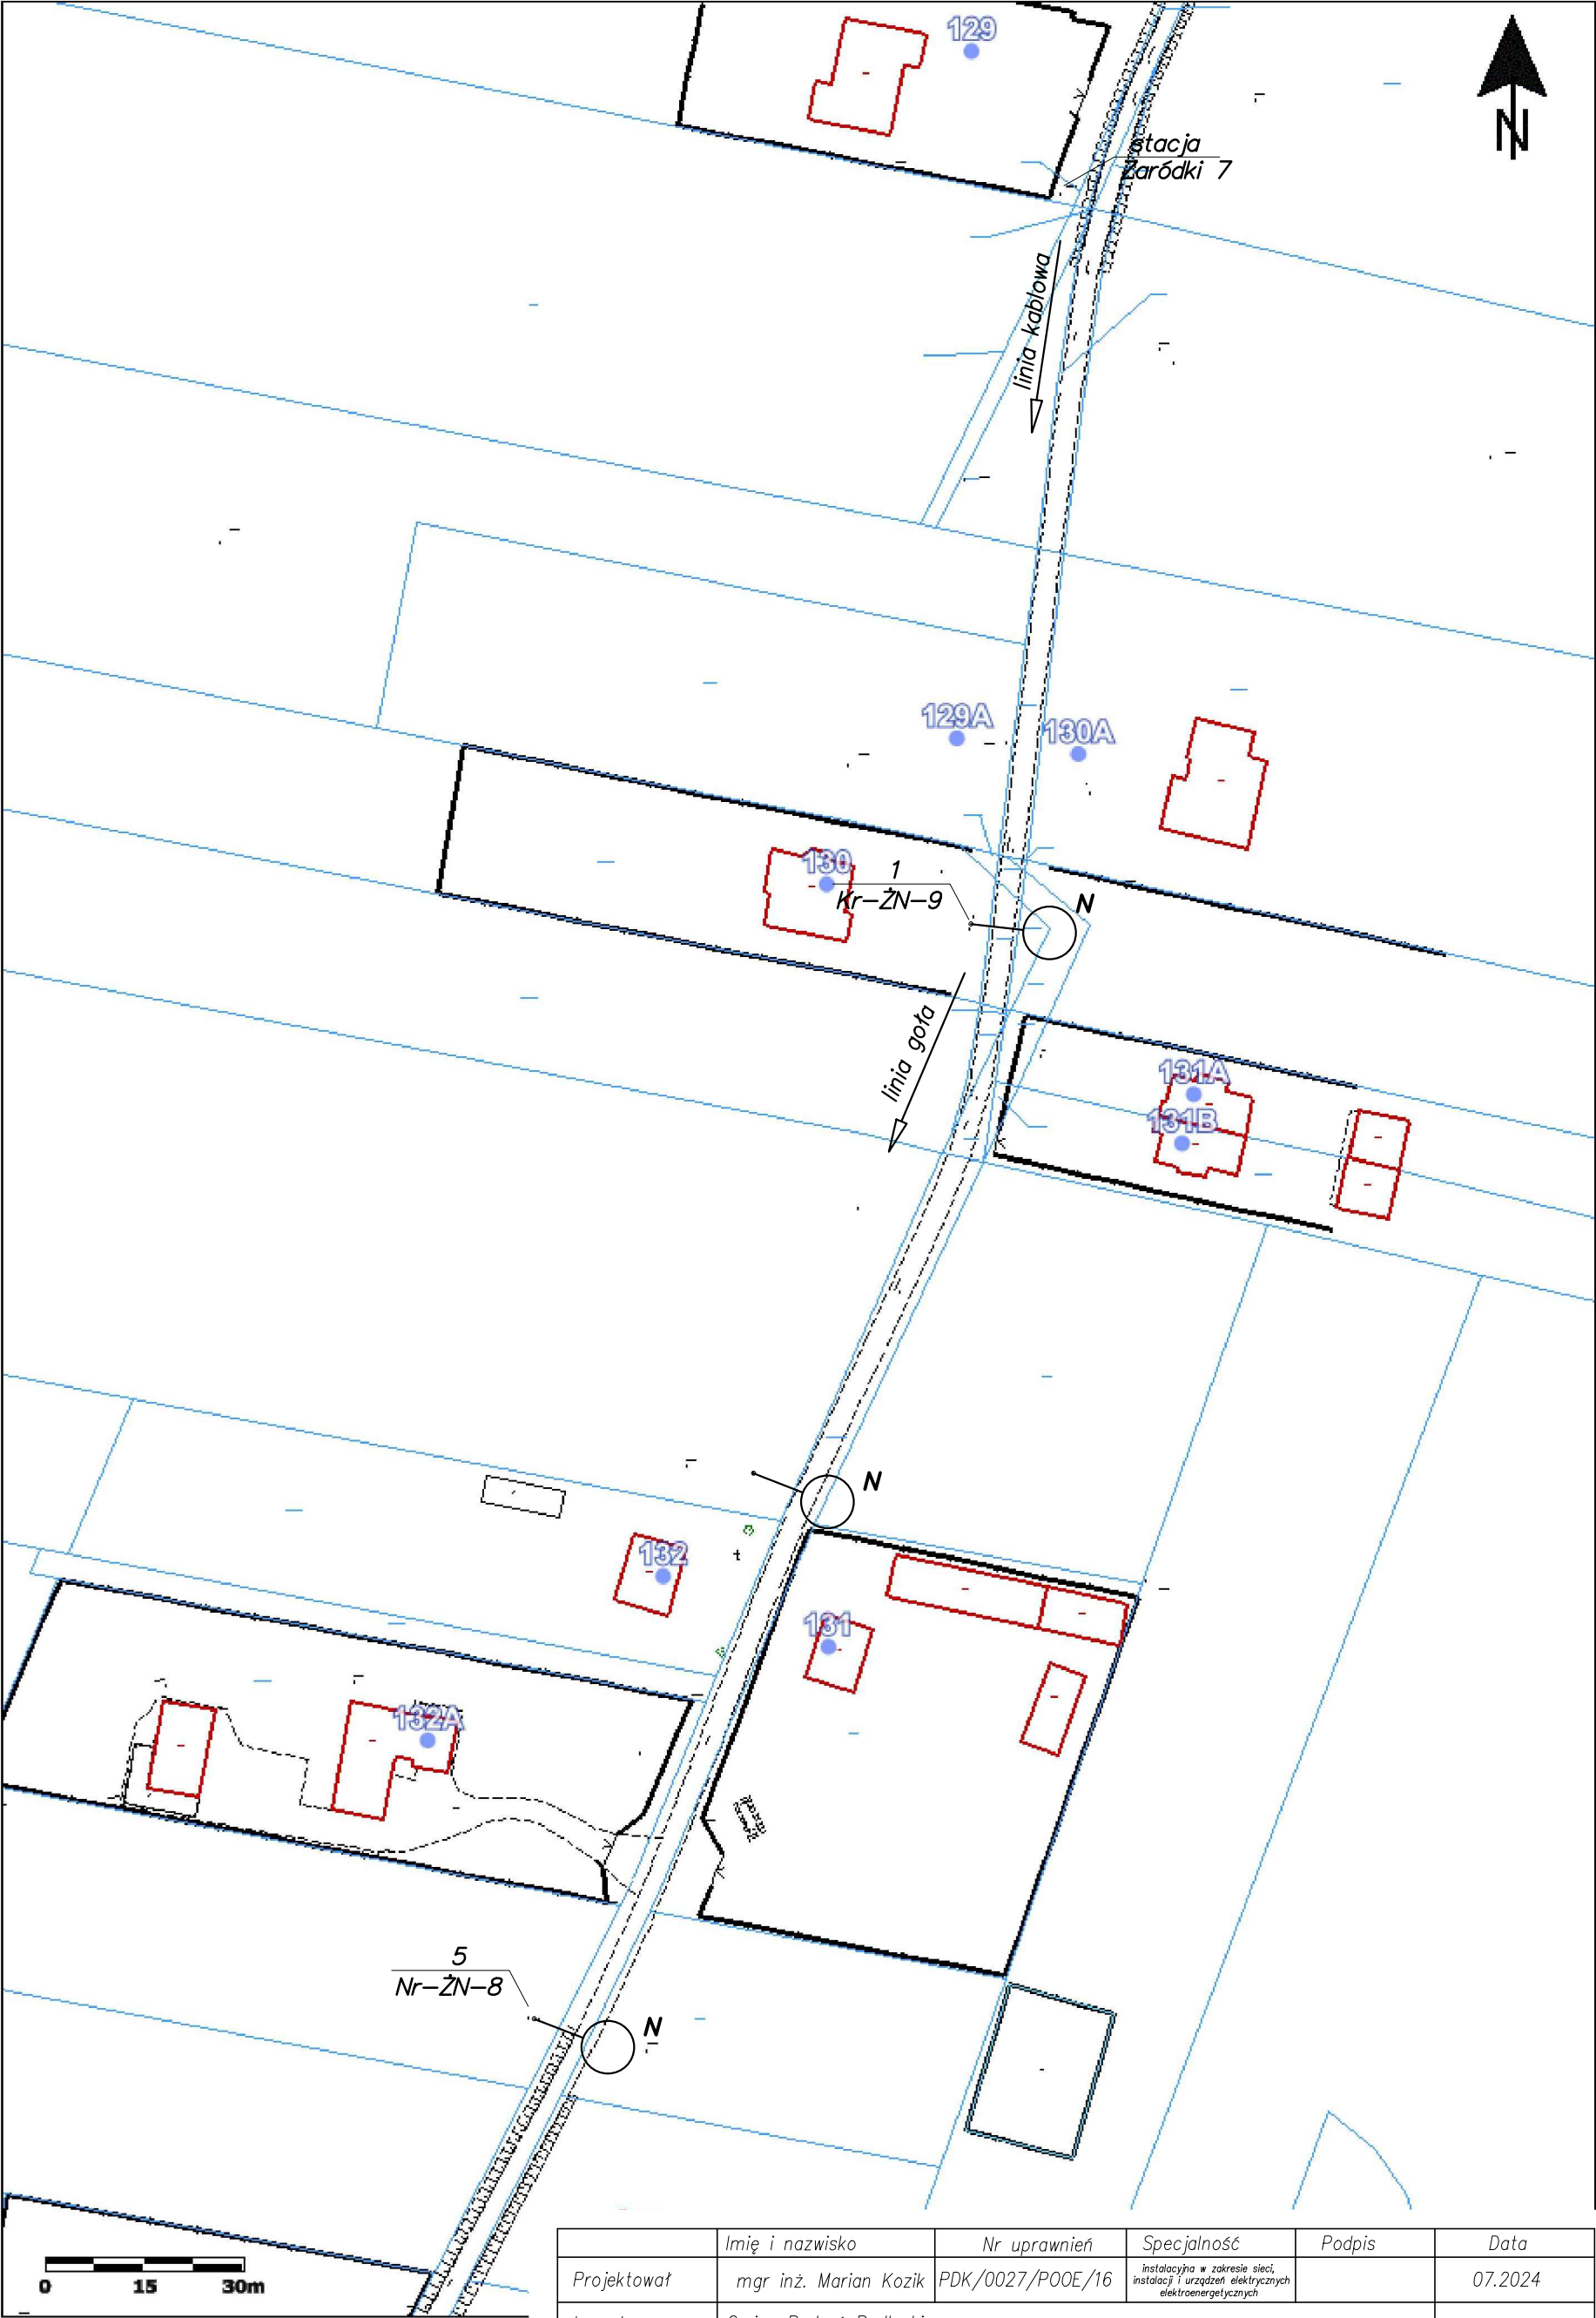 129
N
stacja
Żaródki 7
linia kablowa
129A
130A
130
1
Kr-ŻN-9
N
linia goła
131A
131B
N
132
131
132A
5
Nr-ŻN-8
N
0 15 30m
Imię i nazwisko Nr uprawnień Specjalność Podpis Data
Projektował mgr inż. Marian Kozik PDK/0027/POOE/16 instalacyjna w zakresie sieci, instalacji i urządzeń elektrycznych elektroenergetycznych 07.2024